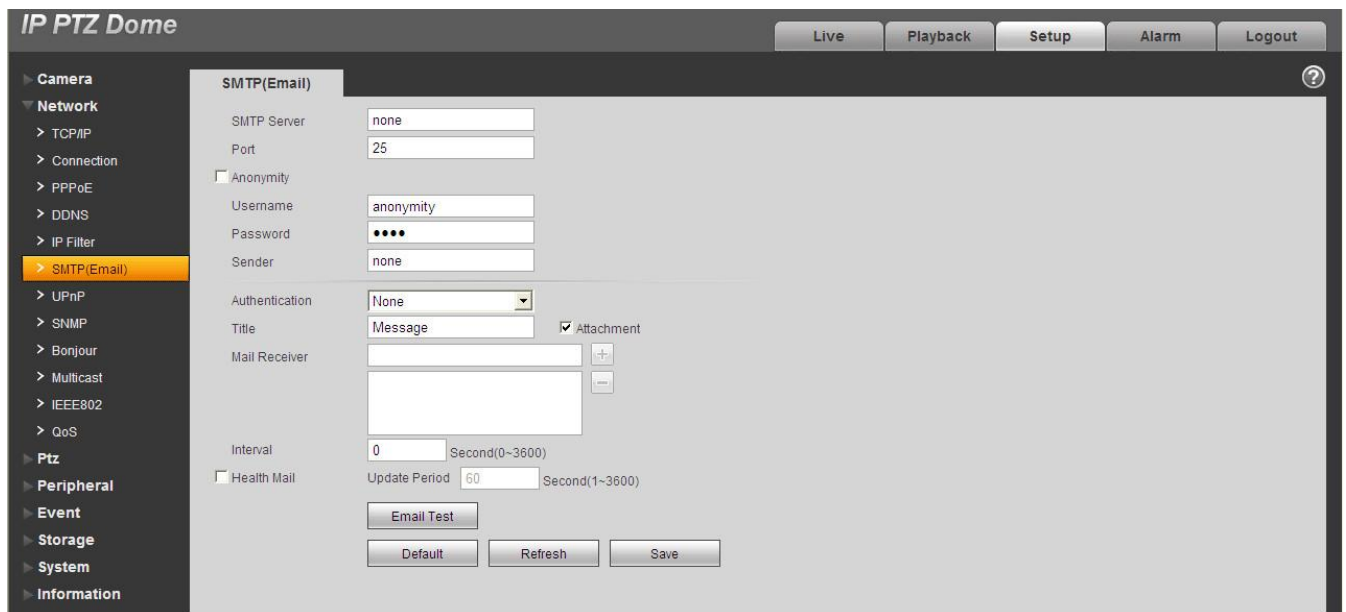 IP PTZ Dome
Live Playback Setup Alarm Logout
Camera
Network
TCP/IP
Connection
PPPoE
DDNS
IP Filter
SMTP(Email)
UPnP
SNMP
Bonjour
Multicast
IEEE802
QoS
Ptz
Peripheral
Event
Storage
System
Information
SMTP(Email) ?
SMTP Server none
Port 25
Anonymity
Username anonymity
Password ••••
Sender none
Authentication None
Title Message Attachment
Mail Receiver +
−
Interval 0 Second(0~3600)
Health Mail Update Period 60 Second(1~3600)
Email Test
Default Refresh Save